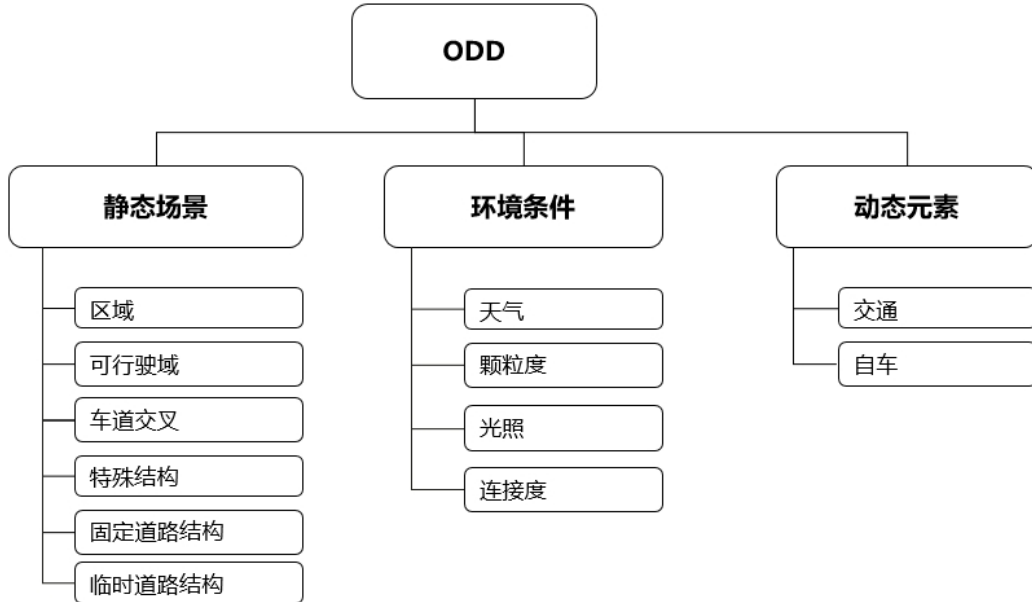 ODD
静态场景
区域
可行驶域
车道交叉
特殊结构
固定道路结构
临时道路结构
环境条件
天气
颗粒度
光照
连接度
动态元素
交通
自车